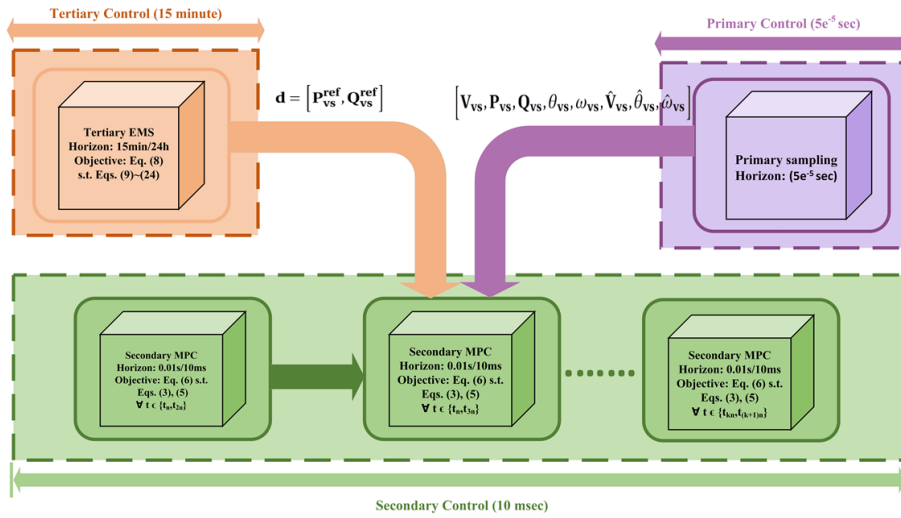 Tertiary Control (15 minute)
Primary Control (5e⁻⁵ sec)
d = [P_vs^ref, Q_vs^ref]
[V_vs, P_vs, Q_vs, θ_vs, ω_vs, V̂_vs, θ̂_vs, ω̂_vs]
Tertiary EMS
Horizon: 15min/24h
Objective: Eq. (8)
s.t. Eqs. (9)~(24)
Primary sampling
Horizon: (5e⁻⁵ sec)
Secondary MPC
Horizon: 0.01s/10ms
Objective: Eq. (6) s.t.
Eqs. (3), (5)
∀ t ϵ {t_n,t_2n}
Secondary MPC
Horizon: 0.01s/10ms
Objective: Eq. (6) s.t.
Eqs. (3), (5)
∀ t ϵ {t_n,t_3n}
Secondary MPC
Horizon: 0.01s/10ms
Objective: Eq. (6) s.t.
Eqs. (3), (5)
∀ t ϵ {t_kn,t_(k+1)n}
Secondary Control (10 msec)